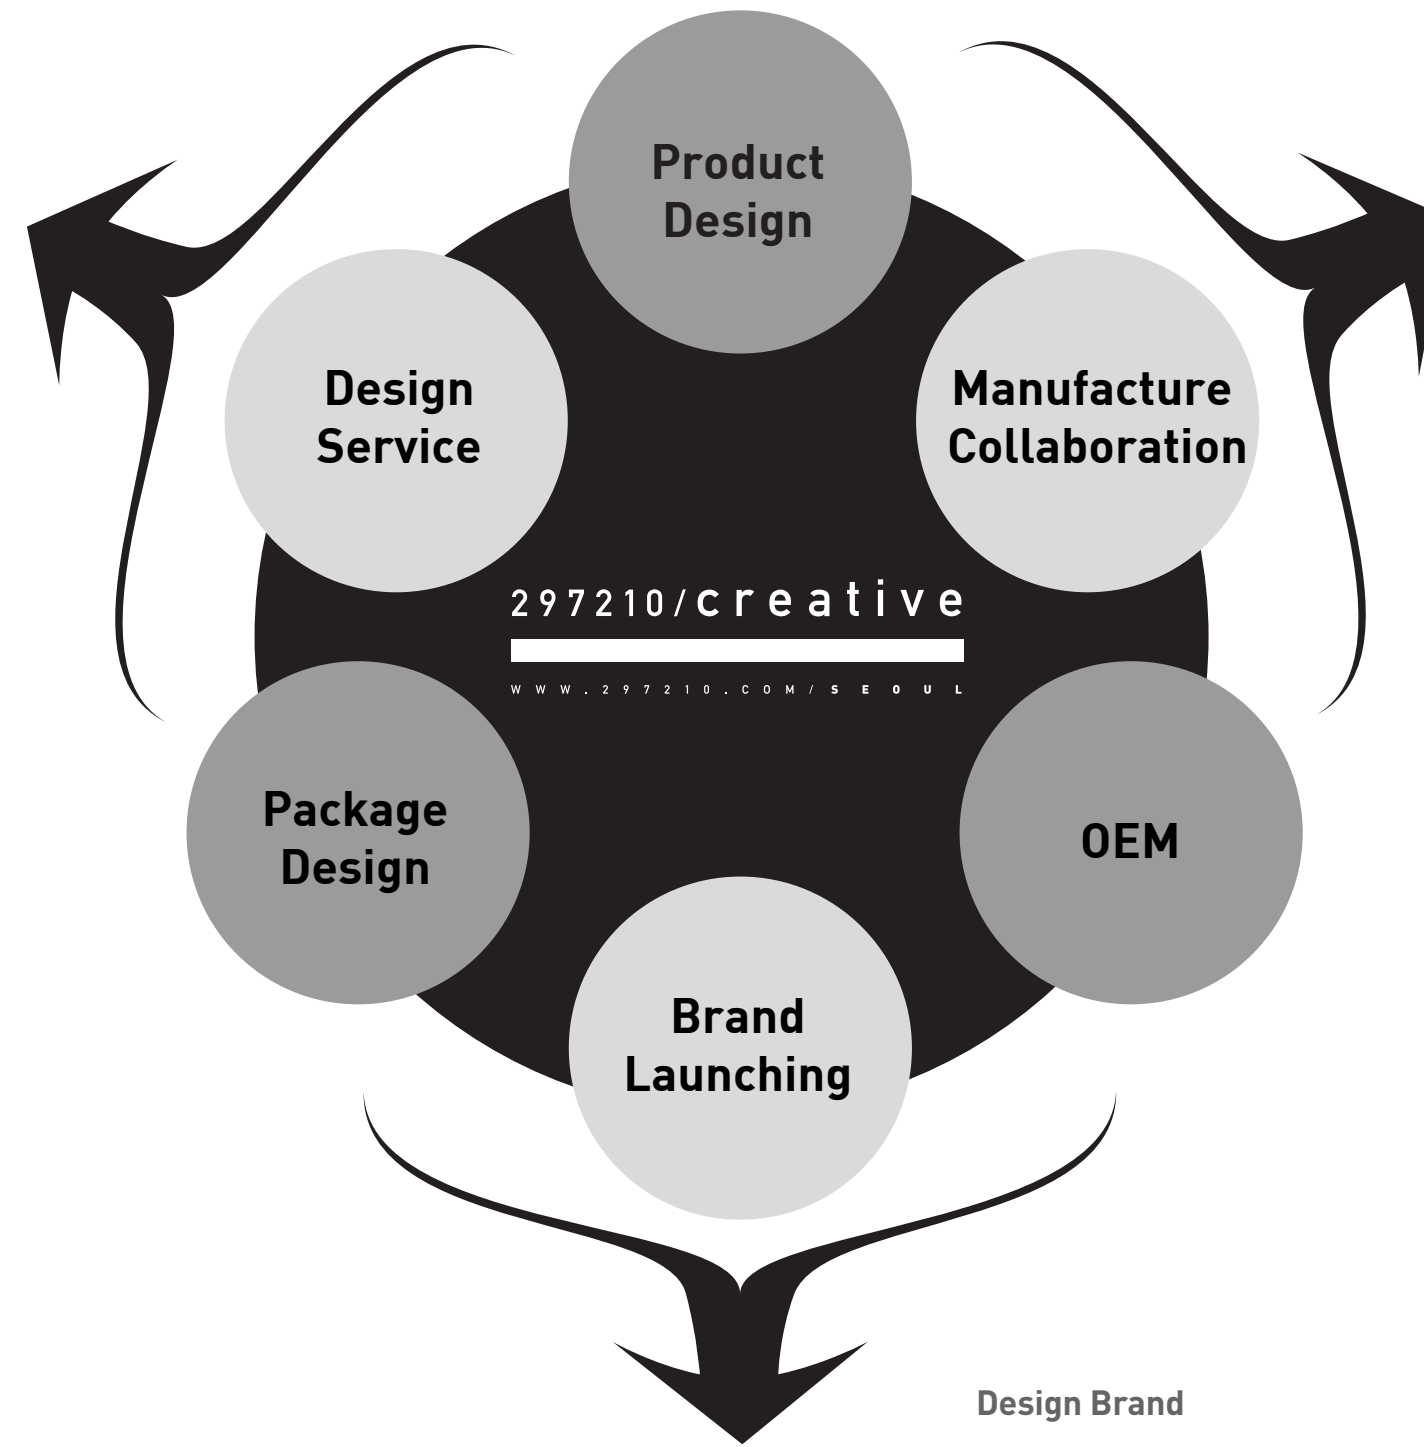 Product
Design
Design
Service
Manufacture
Collaboration
297210/creative
WWW.297210.COM/SEOUL
Package
Design
OEM
Brand
Launching
Design Brand